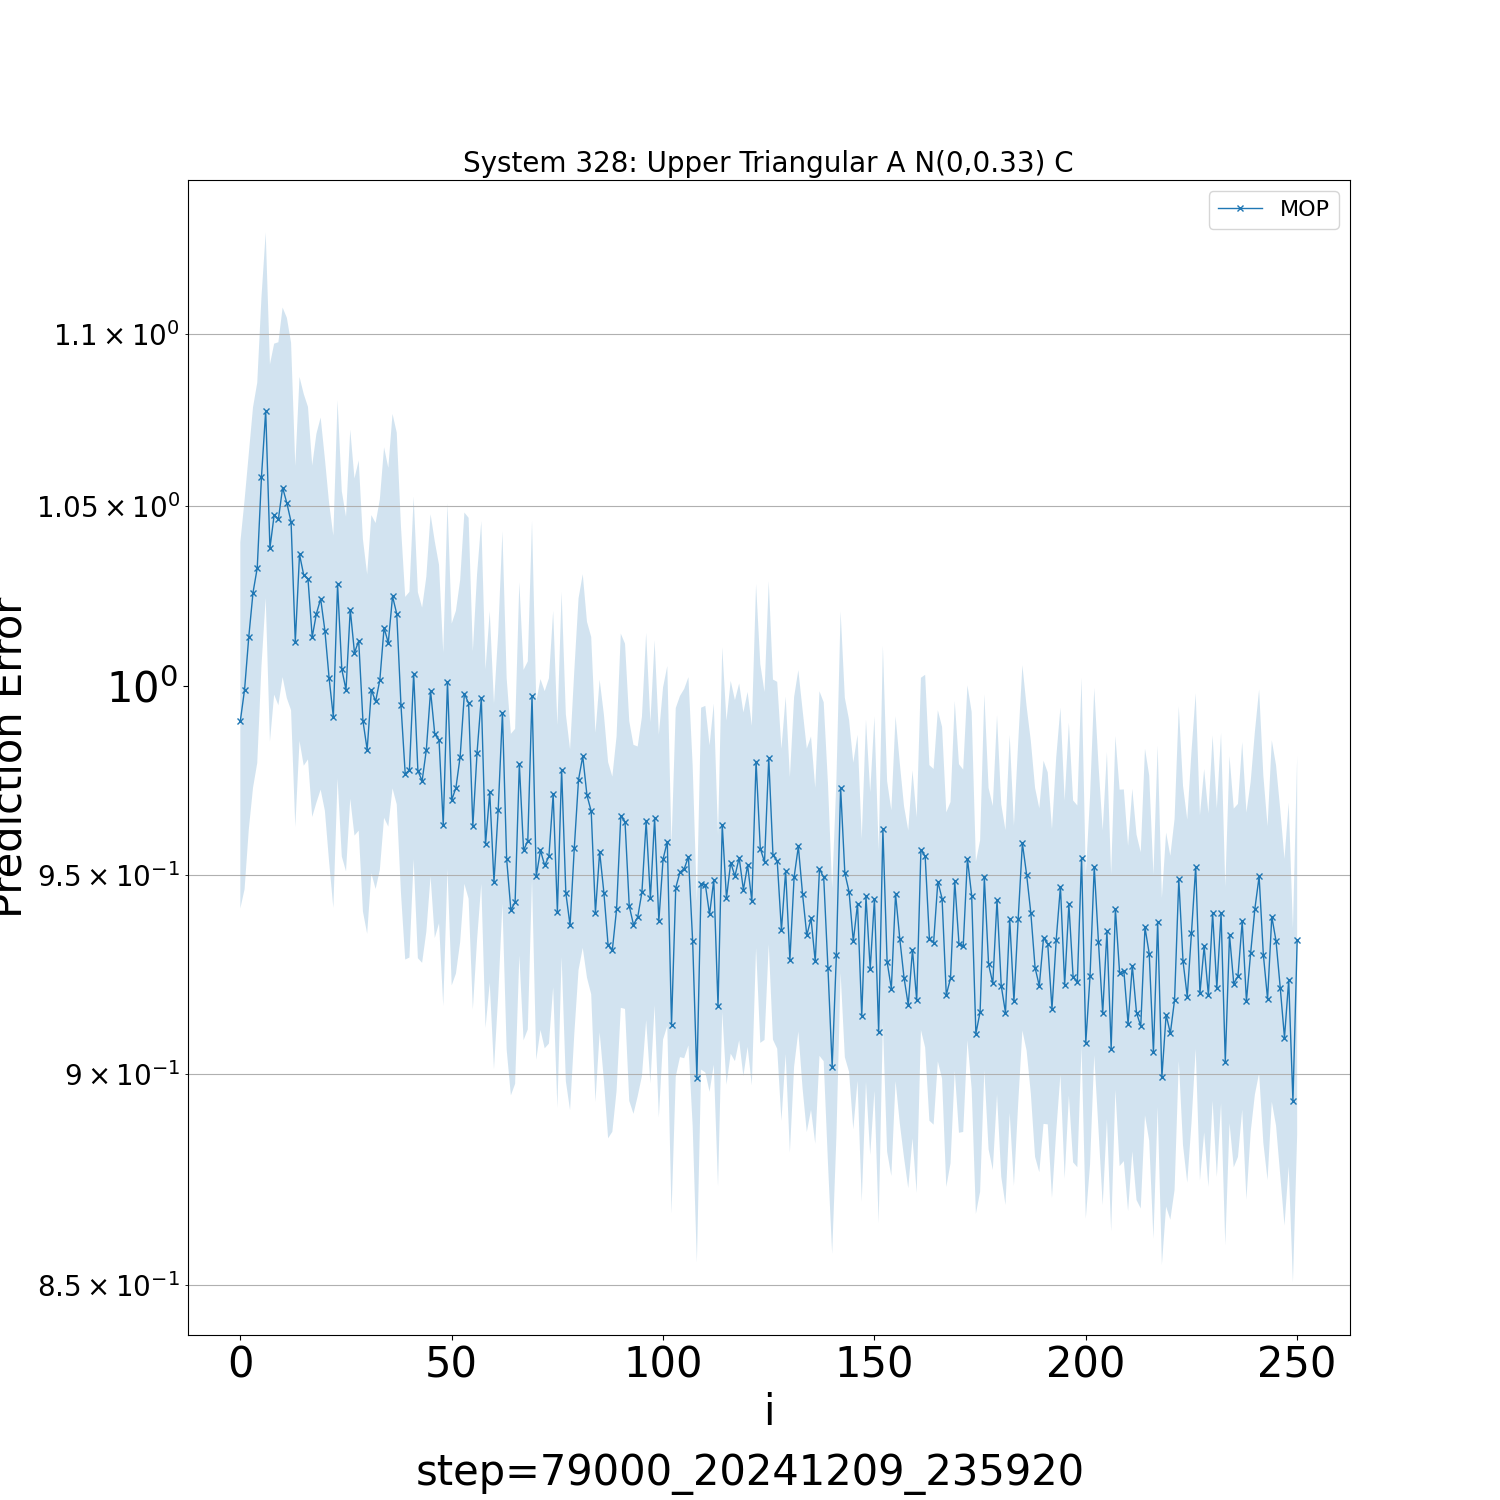 System 328: Upper Triangular A N(0,0.33) C
MOP
1.1 × 10⁰
1.05 × 10⁰
10⁰
9.5 × 10⁻¹
9 × 10⁻¹
8.5 × 10⁻¹
Prediction Error
0 50 100 150 200 250
i
step=79000_20241209_235920